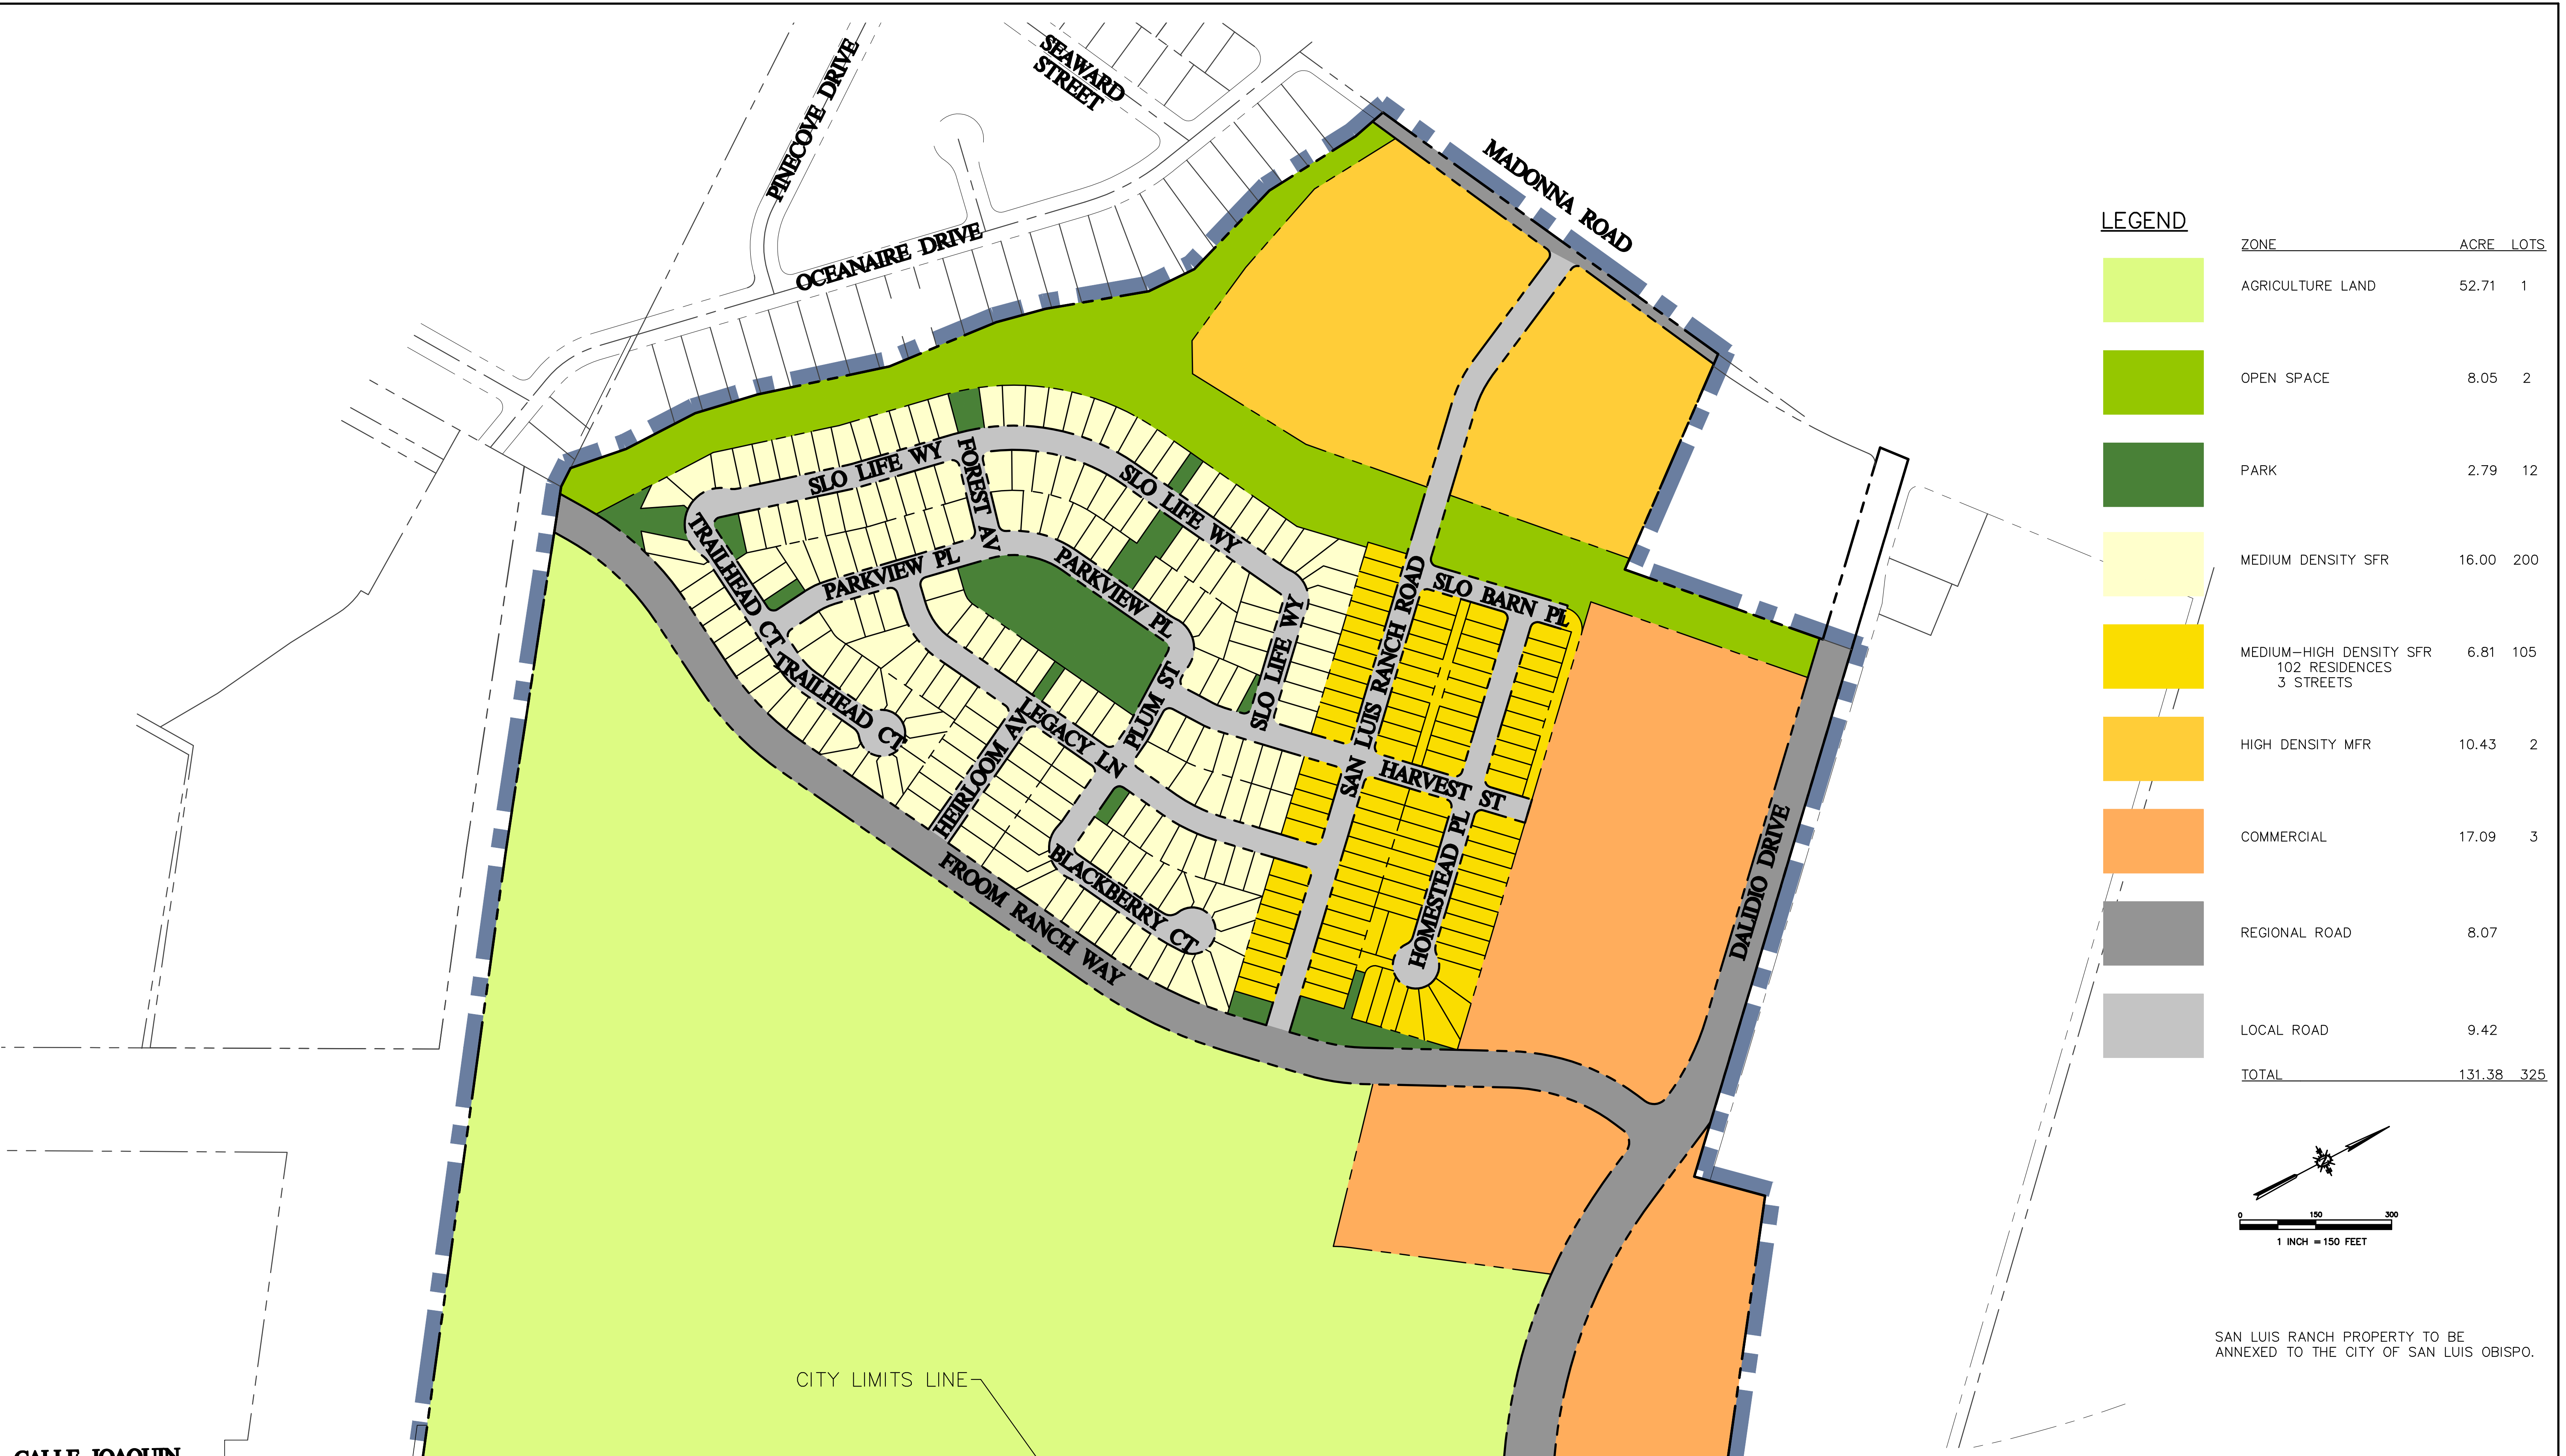 SEAWARD
STREET
PINECOVE DRIVE
OCEANAIRE DRIVE
MADONNA ROAD
SLO LIFE WY
FOREST AV
SLO LIFE WY
TRAILHEAD CT
PARKVIEW PL
PARKVIEW PL
SLO LIFE WY
SAN LUIS RANCH ROAD
SLO BARN PL
TRAILHEAD CT
HEIRLOOM AV
LEGACY LN
PLUM ST
HARVEST ST
HOMESTEAD PL
BLACKBERRY CT
FROOM RANCH WAY
DALIDIO DRIVE
CITY LIMITS LINE
CALLE JOAQUIN
LEGEND
ZONE ACRE LOTS
AGRICULTURE LAND 52.71 1
OPEN SPACE 8.05 2
PARK 2.79 12
MEDIUM DENSITY SFR 16.00 200
MEDIUM-HIGH DENSITY SFR 6.81 105
102 RESIDENCES
3 STREETS
HIGH DENSITY MFR 10.43 2
COMMERCIAL 17.09 3
REGIONAL ROAD 8.07
LOCAL ROAD 9.42
TOTAL 131.38 325
0 150 300
1 INCH = 150 FEET
SAN LUIS RANCH PROPERTY TO BE
ANNEXED TO THE CITY OF SAN LUIS OBISPO.